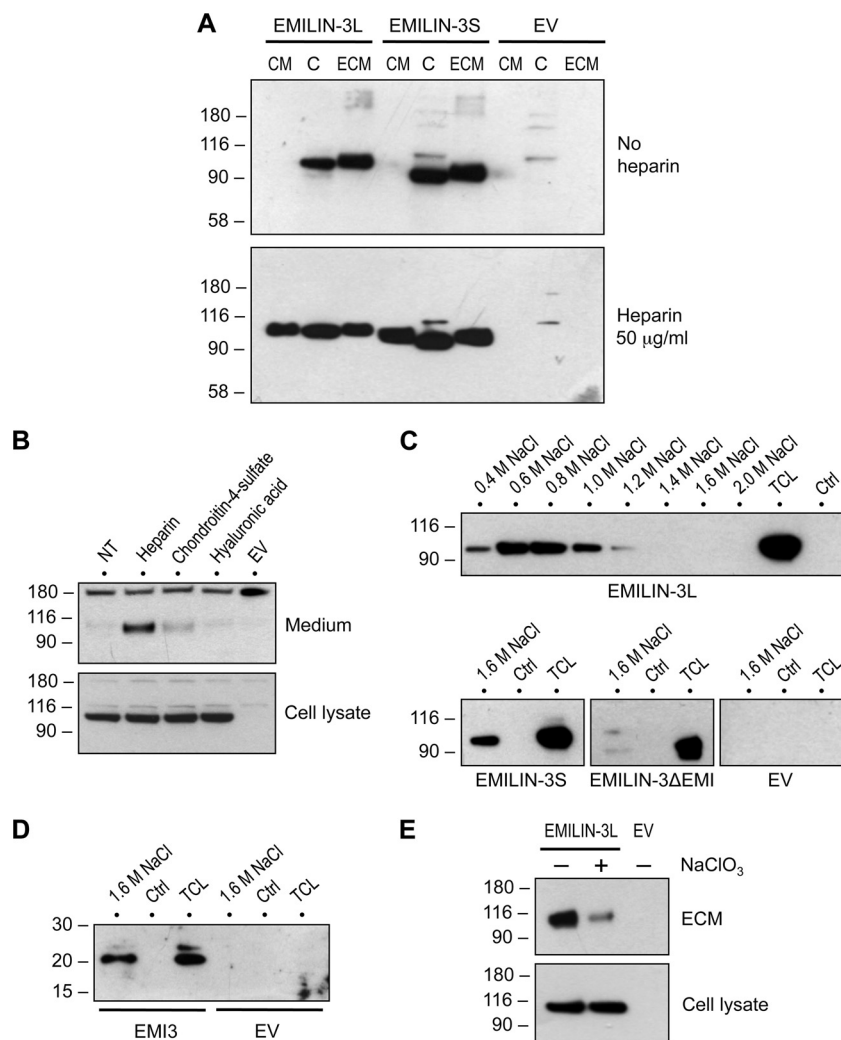 A
EMILIN-3L EMILIN-3S EV
CM C ECM CM C ECM CM C ECM
180 –
116 –
90 –
58 –
No
heparin
180 –
116 –
90 –
58 –
Heparin
50 µg/ml
B
NT Heparin Chondroitin-4-sulfate Hyaluronic acid EV
180 –
116 –
90 –
Medium
180 –
116 –
90 –
Cell lysate
C
0.4 M NaCl 0.6 M NaCl 0.8 M NaCl 1.0 M NaCl 1.2 M NaCl 1.4 M NaCl 1.6 M NaCl 2.0 M NaCl TCL Ctrl
116 –
90 –
EMILIN-3L
1.6 M NaCl Ctrl TCL 1.6 M NaCl Ctrl TCL 1.6 M NaCl Ctrl TCL
116 –
90 –
EMILIN-3S EMILIN-3ΔEMI EV
D
1.6 M NaCl Ctrl TCL 1.6 M NaCl Ctrl TCL
30 –
20 –
15 –
EMI3 EV
E
EMILIN-3L EV
– + – NaClO₃
180 –
116 –
90 –
ECM
180 –
116 –
90 –
Cell lysate